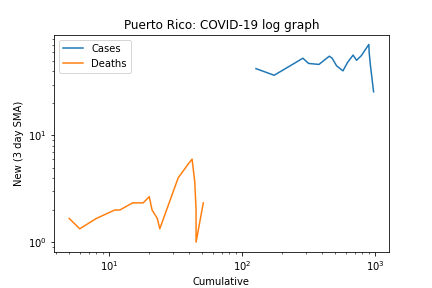 Puerto Rico: COVID-19 log graph
Cases
Deaths
New (3 day SMA)
10¹
10⁰
10¹
10²
10³
Cumulative